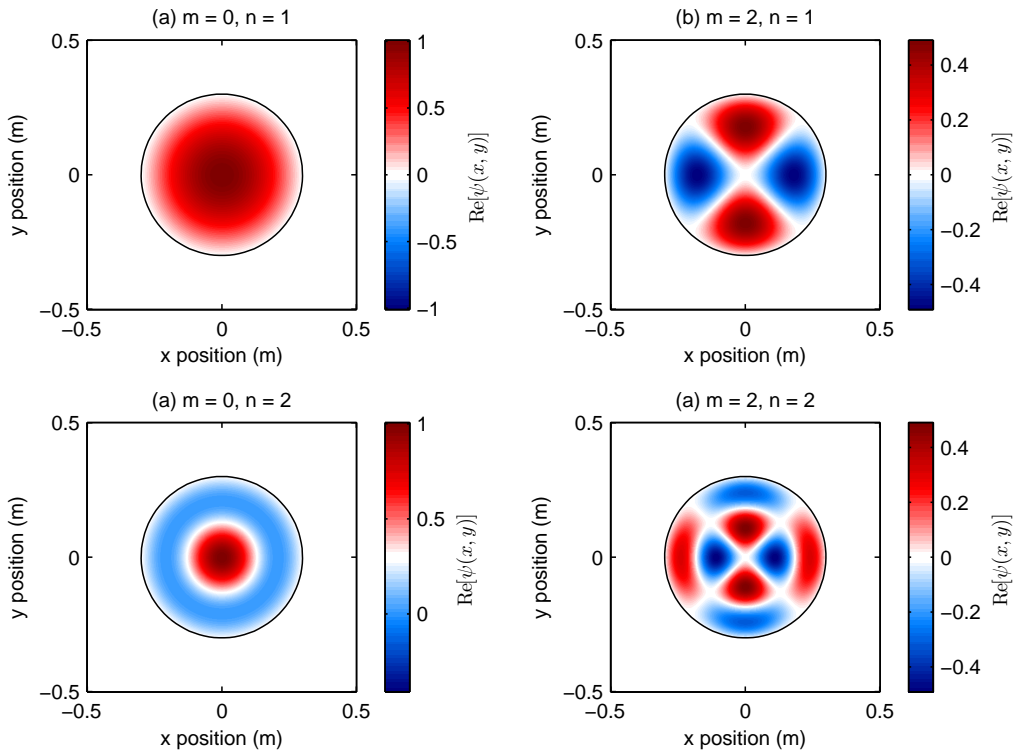 (a) m = 0, n = 1
0.5
0
−0.5
−0.5
0
0.5
x position (m)
y position (m)
1
0.5
0
−0.5
−1
Re[ψ(x, y)]
(b) m = 2, n = 1
0.5
0
−0.5
−0.5
0
0.5
x position (m)
y position (m)
0.4
0.2
0
−0.2
−0.4
Re[ψ(x, y)]
(a) m = 0, n = 2
0.5
0
−0.5
−0.5
0
0.5
x position (m)
y position (m)
1
0.5
0
Re[ψ(x, y)]
(a) m = 2, n = 2
0.5
0
−0.5
−0.5
0
0.5
x position (m)
y position (m)
0.4
0.2
0
−0.2
−0.4
Re[ψ(x, y)]